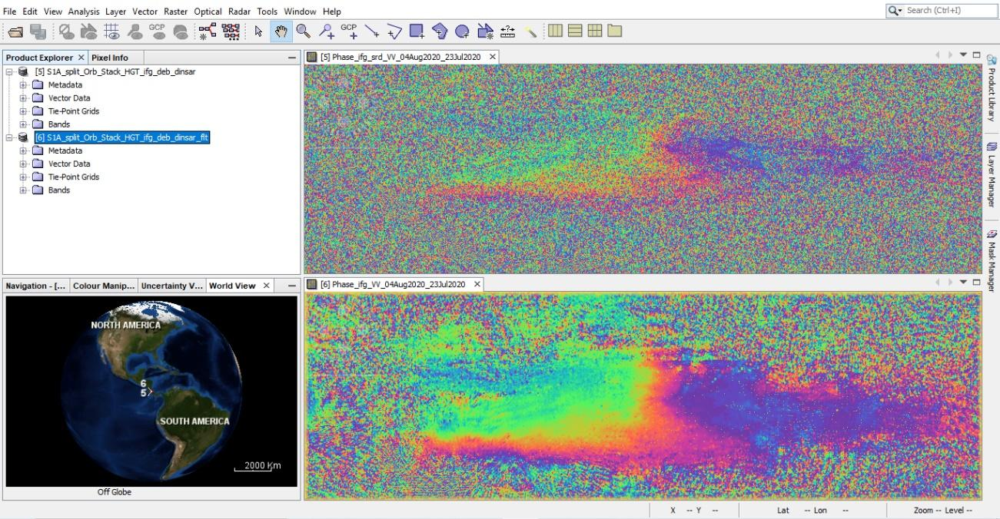 File Edit View Analysis Layer Vector Raster Optical Radar Tools Window Help
Search (Ctrl+I)
GCP GCP
Product Explorer Pixel Info
[5] S1A_split_Orb_Stack_HGT_ifg_deb_dinsar
Metadata
Vector Data
Tie-Point Grids
Bands
[6] S1A_split_Orb_Stack_HGT_ifg_deb_dinsar_flt
Metadata
Vector Data
Tie-Point Grids
Bands
[5] Phase_ifg_srd_VV_04Aug2020_23Jul2020
Product Library
Layer Manager
Mask Manager
Navigation - [... Colour Manip... Uncertainty V... World View
NORTH AMERICA
6
5
SOUTH AMERICA
2000 Km
Off Globe
[6] Phase_ifg_VV_04Aug2020_23Jul2020
X -- Y -- Lat -- Lon -- Zoom -- Level --